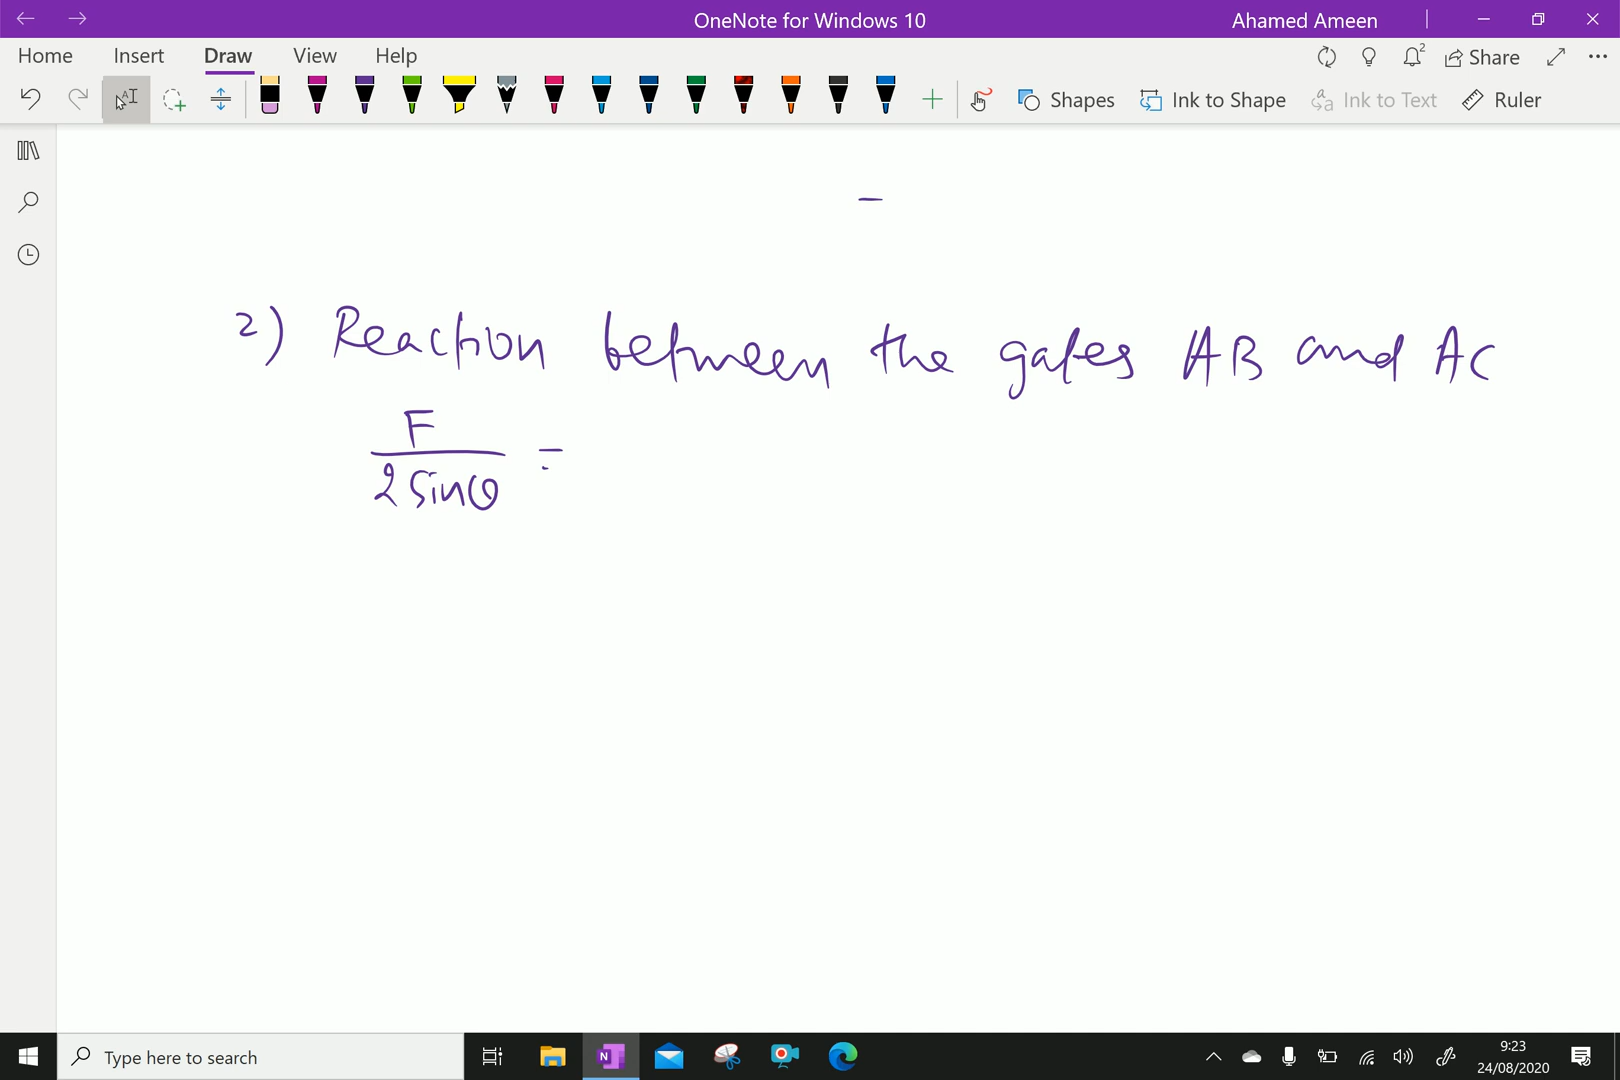 OneNote for Windows 10
Ahamed Ameen
Home Insert Draw View Help
2
Share
Shapes
Ink to Shape
Ink to Text
Ruler
–
2) Reaction between the gates AB and AC
F
2 Sinθ =
Type here to search
9:23
24/08/2020